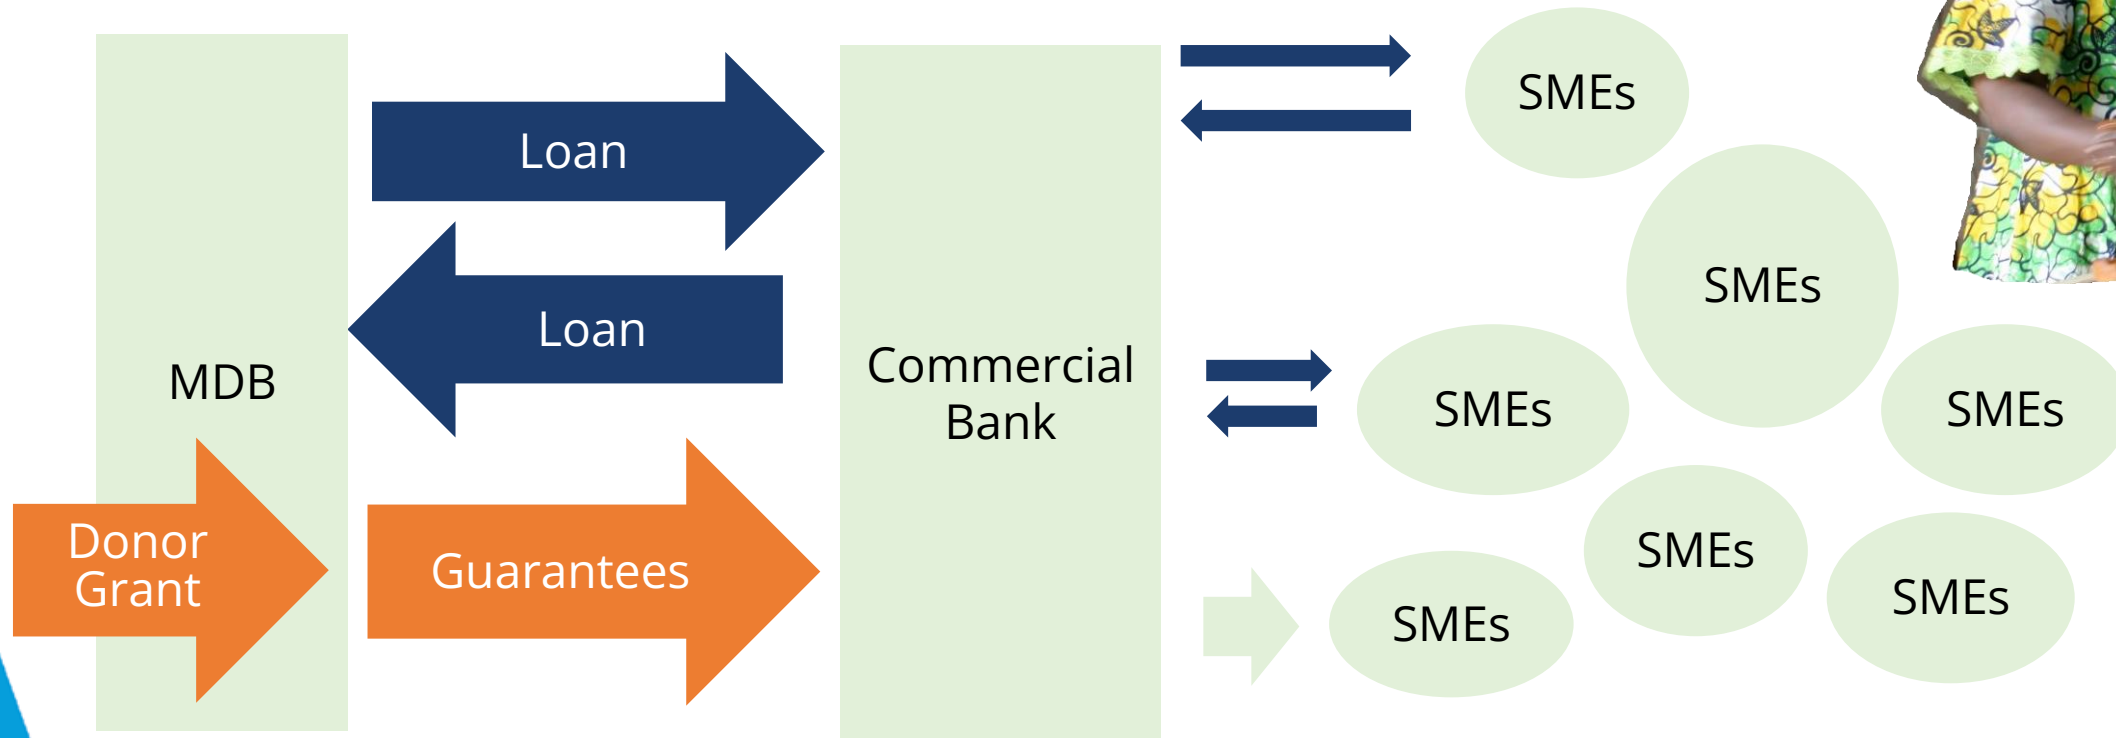 MDB
Donor
Grant
Loan
Loan
Guarantees
Commercial
Bank
SMEs
SMEs
SMEs
SMEs
SMEs
SMEs
SMEs